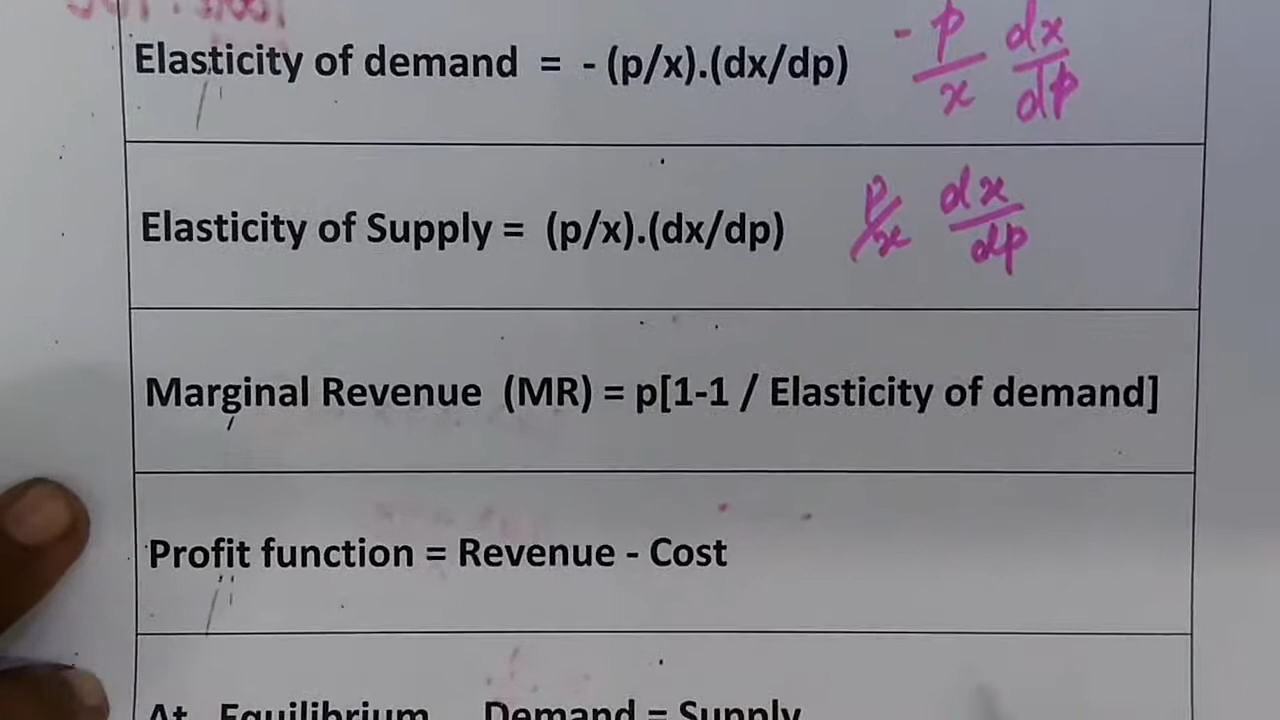 Elasticity of demand = - (p/x).(dx/dp) - p/x dx/dp
Elasticity of Supply = (p/x).(dx/dp) p/x dx/dp
Marginal Revenue (MR) = p[1-1 / Elasticity of demand]
Profit function = Revenue - Cost
At Equilibrium Demand = Supply